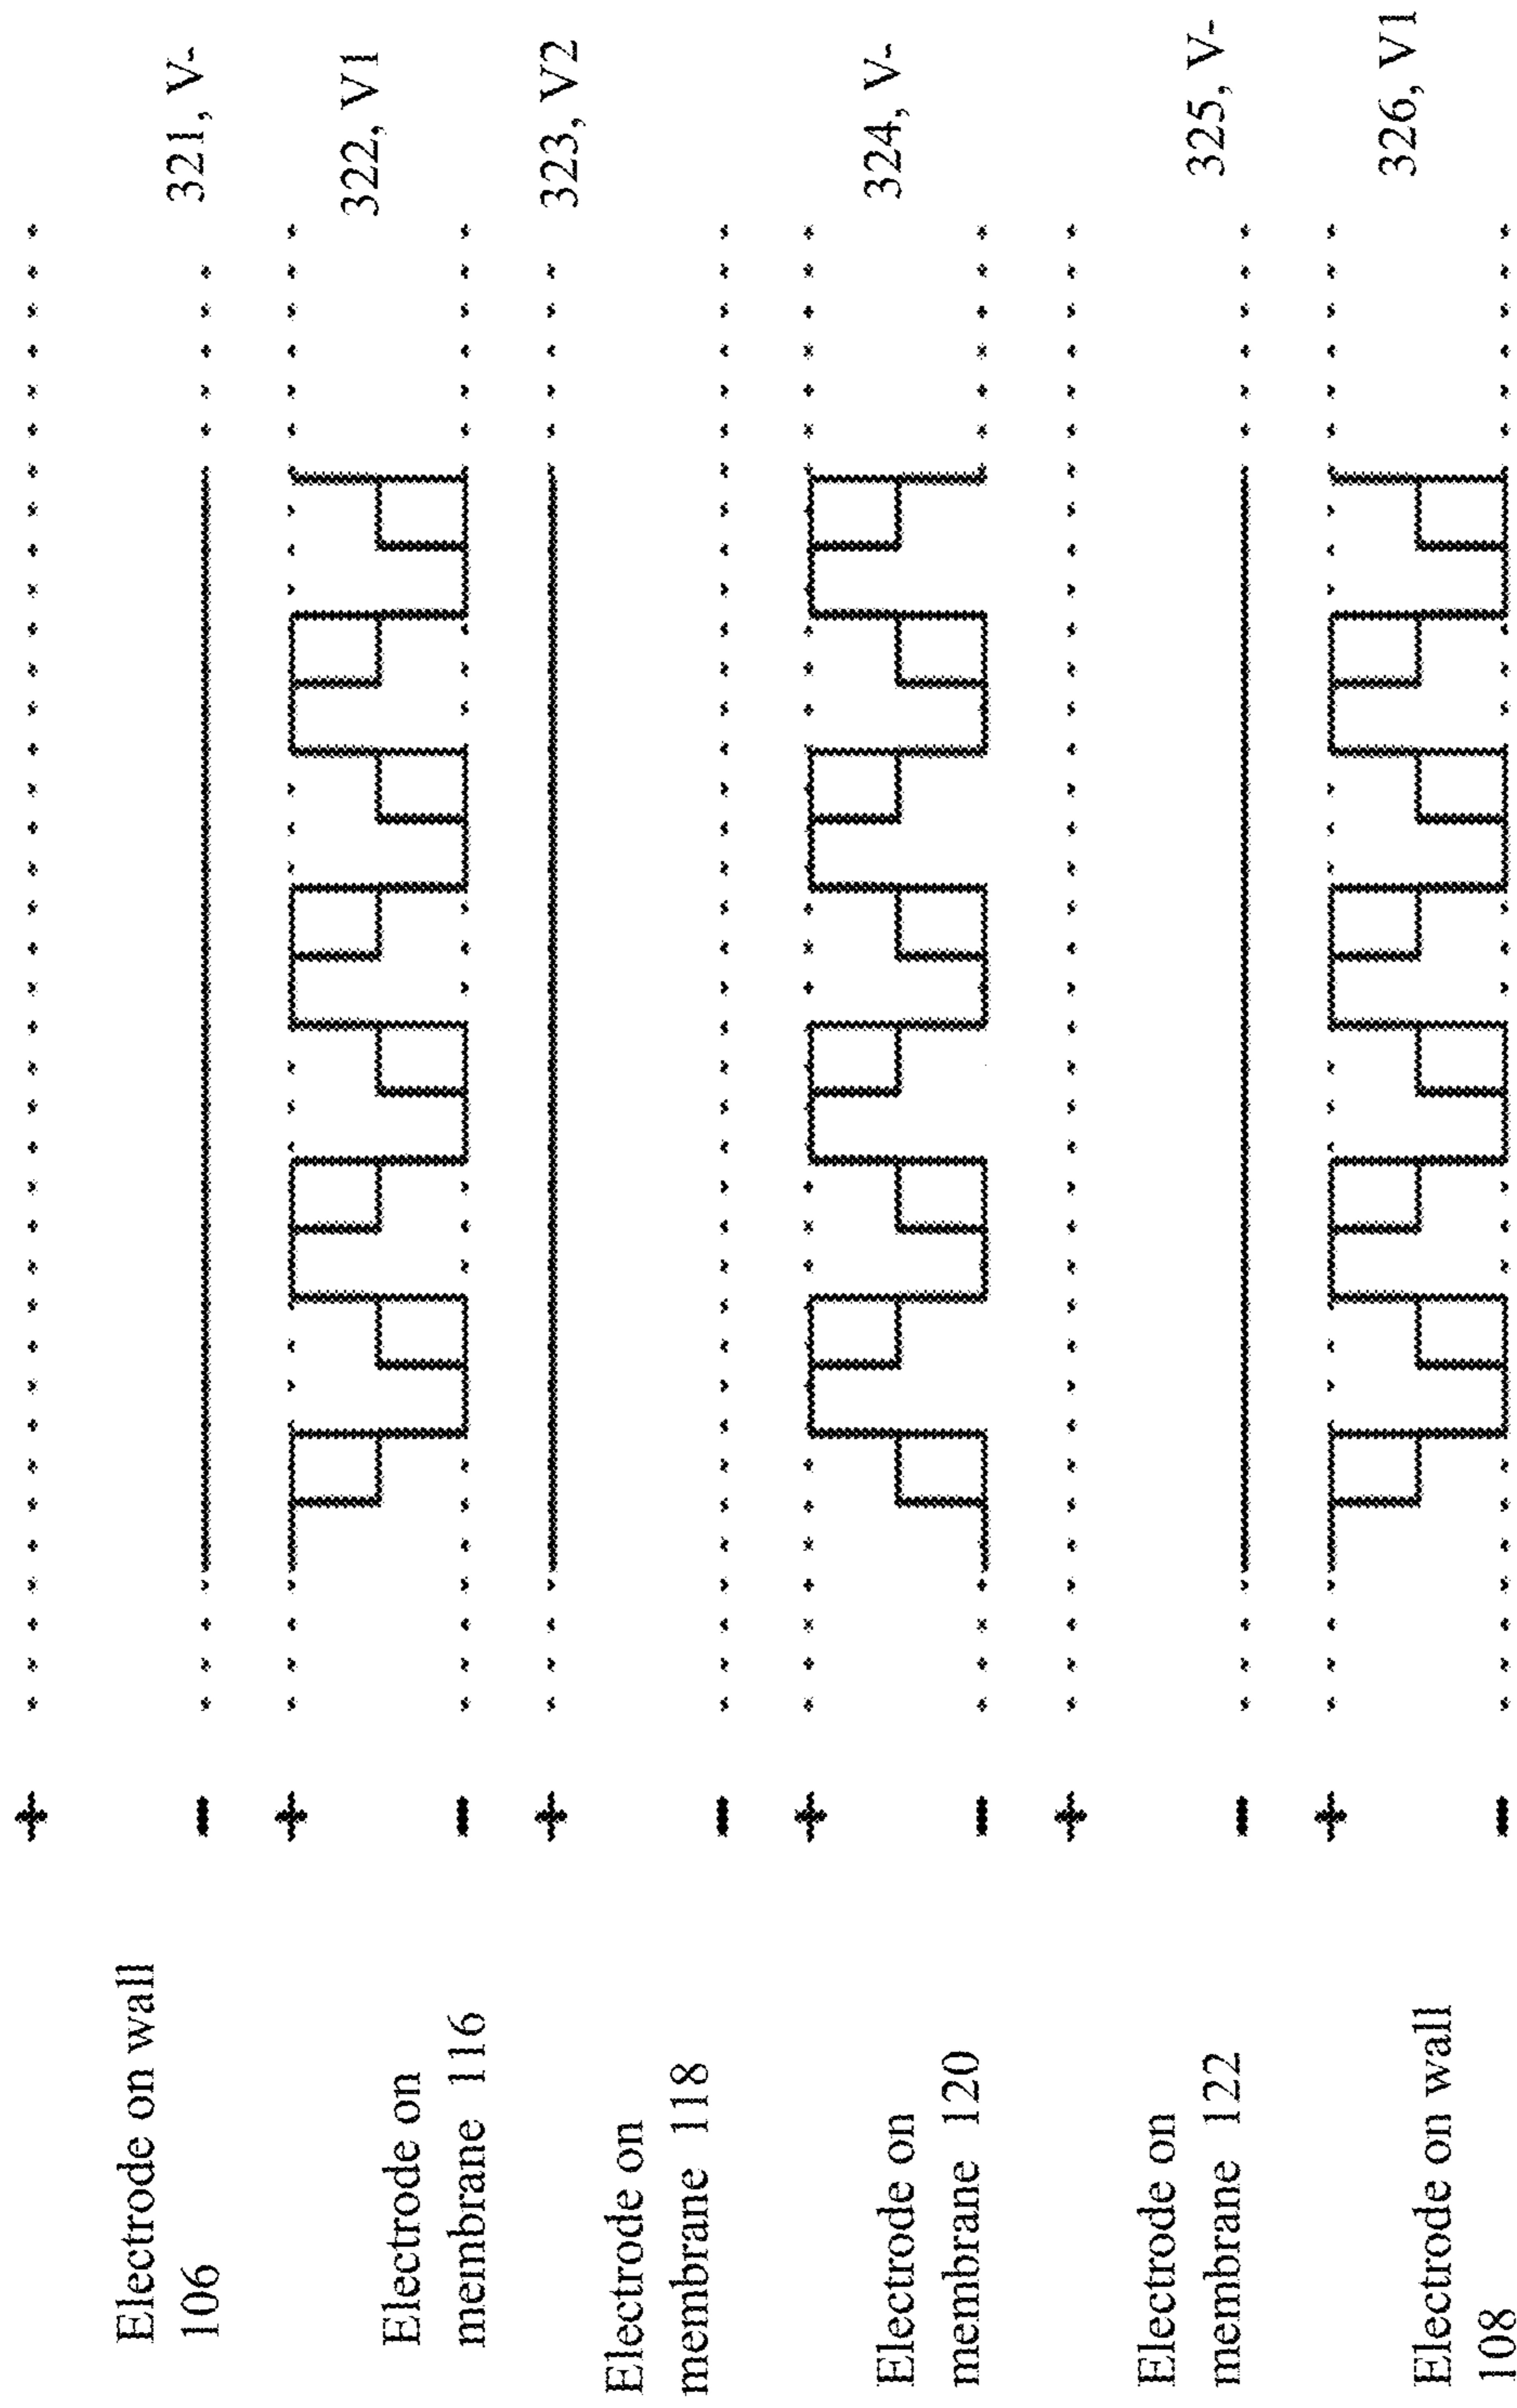 Electrode on wall
106
+
-
321, V-
Electrode on
membrane 116
+
-
322, V1
Electrode on
membrane 118
+
-
323, V2
Electrode on
membrane 120
+
-
324, V-
Electrode on
membrane 122
+
-
325, V-
Electrode on wall
108
+
-
326, V1